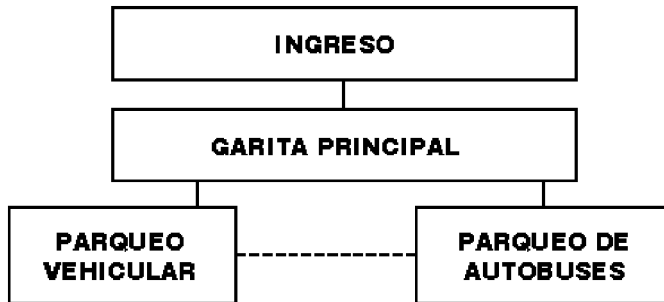 INGRESO
GARITA PRINCIPAL
PARQUEO
VEHICULAR
PARQUEO DE
AUTOBUSES